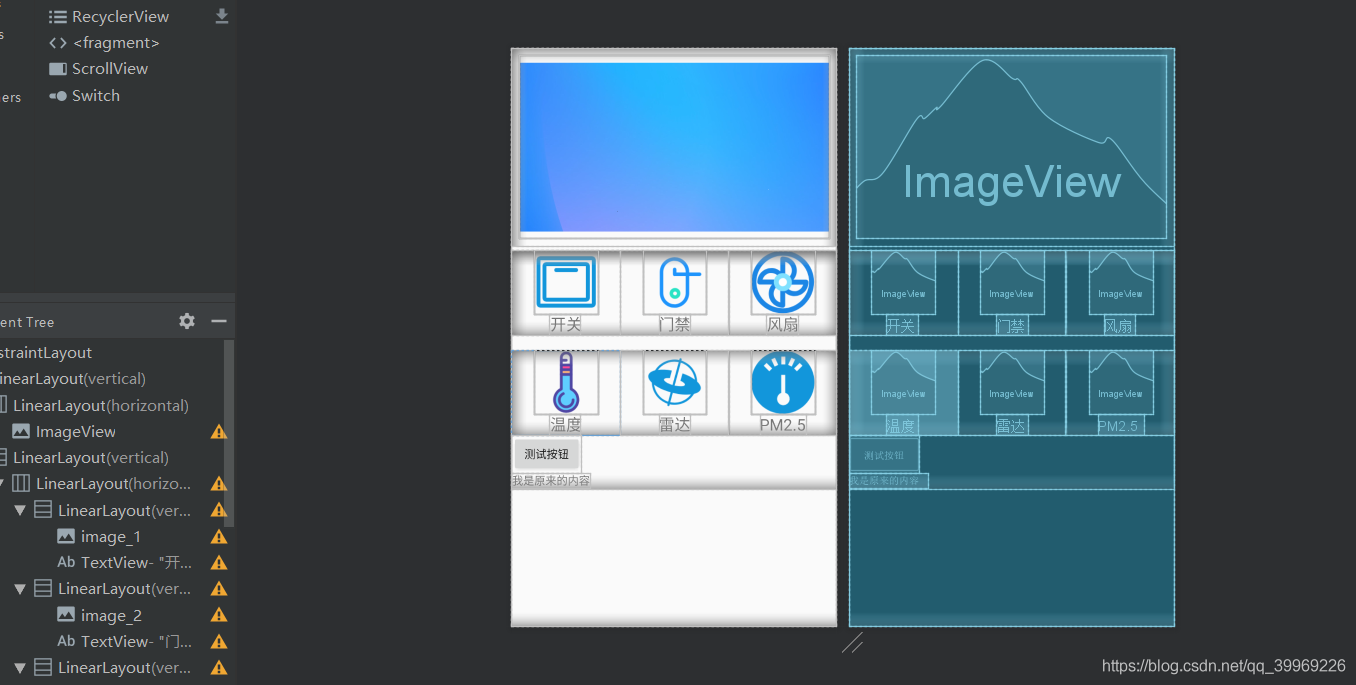 RecyclerView
<fragment>
ScrollView
ers
Switch
ent Tree
straintLayout
inearLayout(vertical)
LinearLayout(horizontal)
ImageView
LinearLayout(vertical)
LinearLayout(horizo...
LinearLayout(ver...
image_1
Ab TextView- "开...
LinearLayout(ver...
image_2
Ab TextView- "门...
LinearLayout(ver...
开关 门禁 风扇
温度 雷达 PM2.5
测试按钮
我是原来的内容
ImageView
ImageView ImageView ImageView
开关 门禁 风扇
ImageView ImageView ImageView
温度 雷达 PM2.5
测试按钮
我是原来的内容
https://blog.csdn.net/qq_39969226